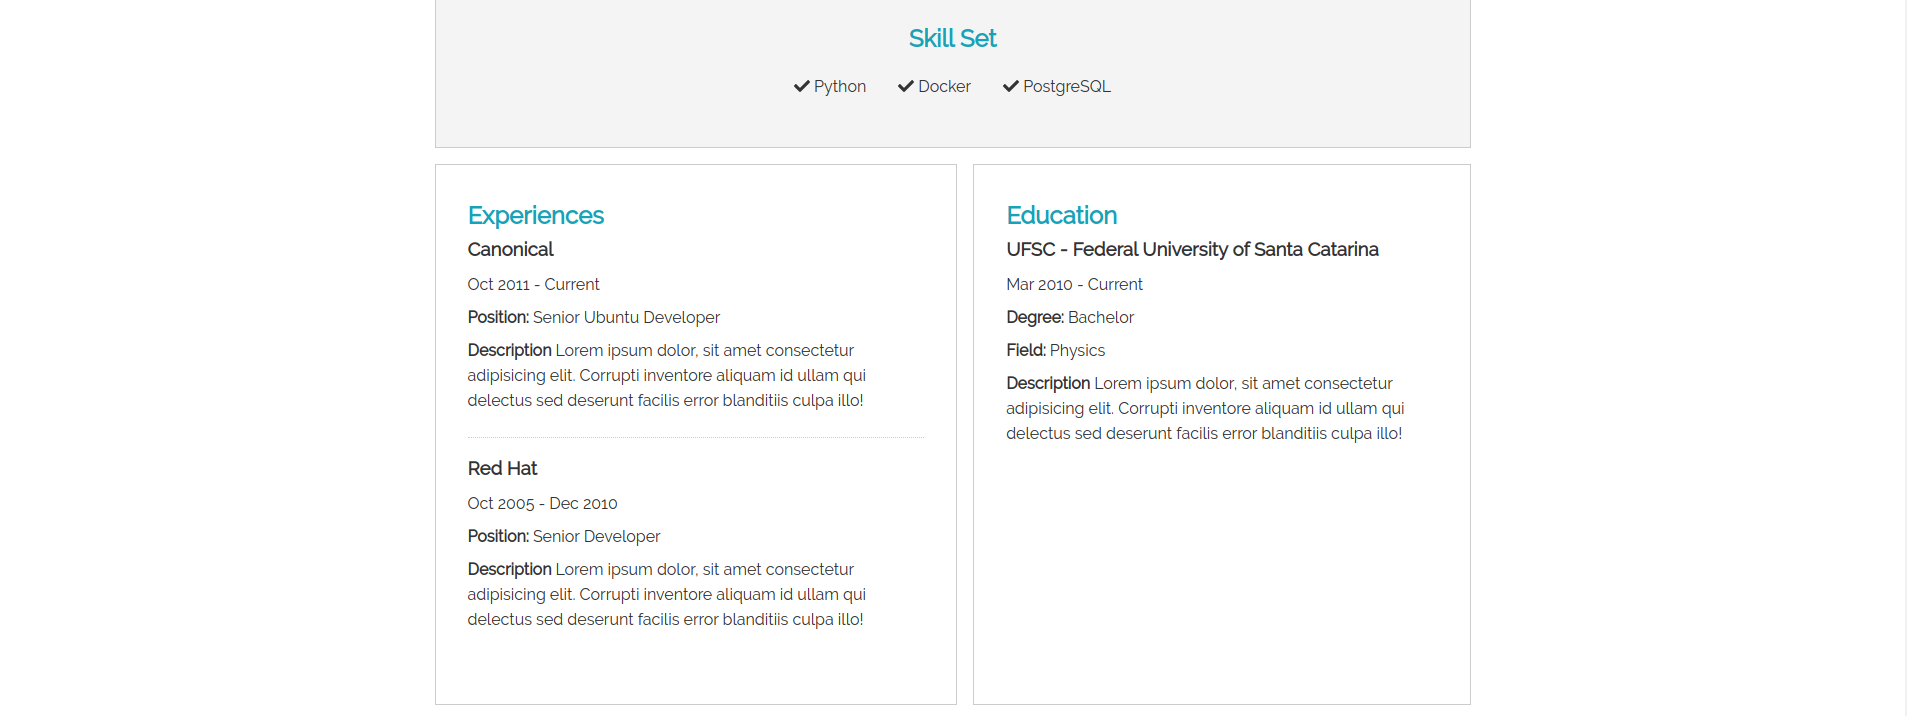 Skill Set
Python Docker PostgreSQL
Experiences
Canonical
Oct 2011 - Current
Position: Senior Ubuntu Developer
Description Lorem ipsum dolor, sit amet consectetur
adipisicing elit. Corrupti inventore aliquam id ullam qui
delectus sed deserunt facilis error blanditiis culpa illo!
Red Hat
Oct 2005 - Dec 2010
Position: Senior Developer
Description Lorem ipsum dolor, sit amet consectetur
adipisicing elit. Corrupti inventore aliquam id ullam qui
delectus sed deserunt facilis error blanditiis culpa illo!
Education
UFSC - Federal University of Santa Catarina
Mar 2010 - Current
Degree: Bachelor
Field: Physics
Description Lorem ipsum dolor, sit amet consectetur
adipisicing elit. Corrupti inventore aliquam id ullam qui
delectus sed deserunt facilis error blanditiis culpa illo!